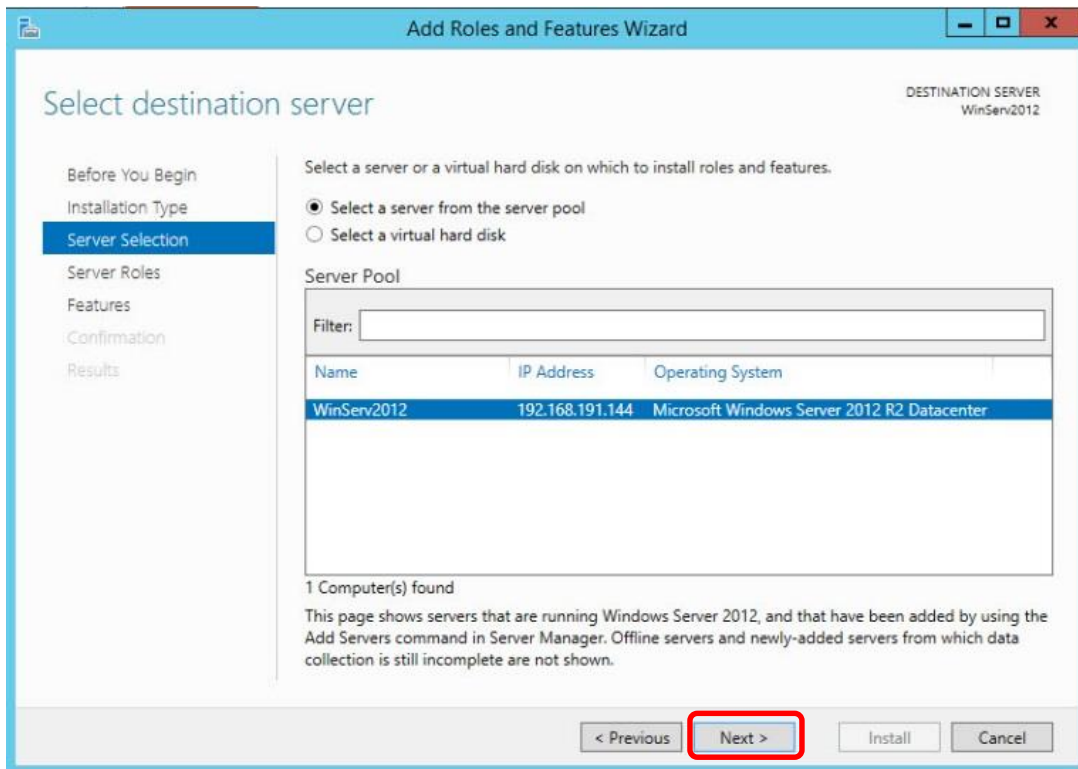 Add Roles and Features Wizard
Select destination server
DESTINATION SERVER
WinServ2012
Before You Begin
Installation Type
Server Selection
Server Roles
Features
Confirmation
Results
Select a server or a virtual hard disk on which to install roles and features.
Select a server from the server pool
Select a virtual hard disk
Server Pool
Filter:
Name IP Address Operating System
WinServ2012 192.168.191.144 Microsoft Windows Server 2012 R2 Datacenter
1 Computer(s) found
This page shows servers that are running Windows Server 2012, and that have been added by using the
Add Servers command in Server Manager. Offline servers and newly-added servers from which data
collection is still incomplete are not shown.
< Previous Next > Install Cancel